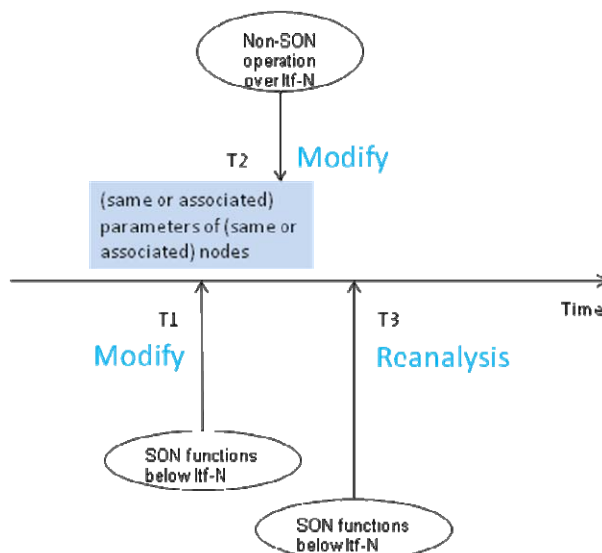 Non-SON
operation
over Itf-N
T2 Modify
(same or associated)
parameters of (same or
associated) nodes
Time
T1
T3
Modify
Reanalysis
SON functions
below Itf-N
SON functions
below Itf-N